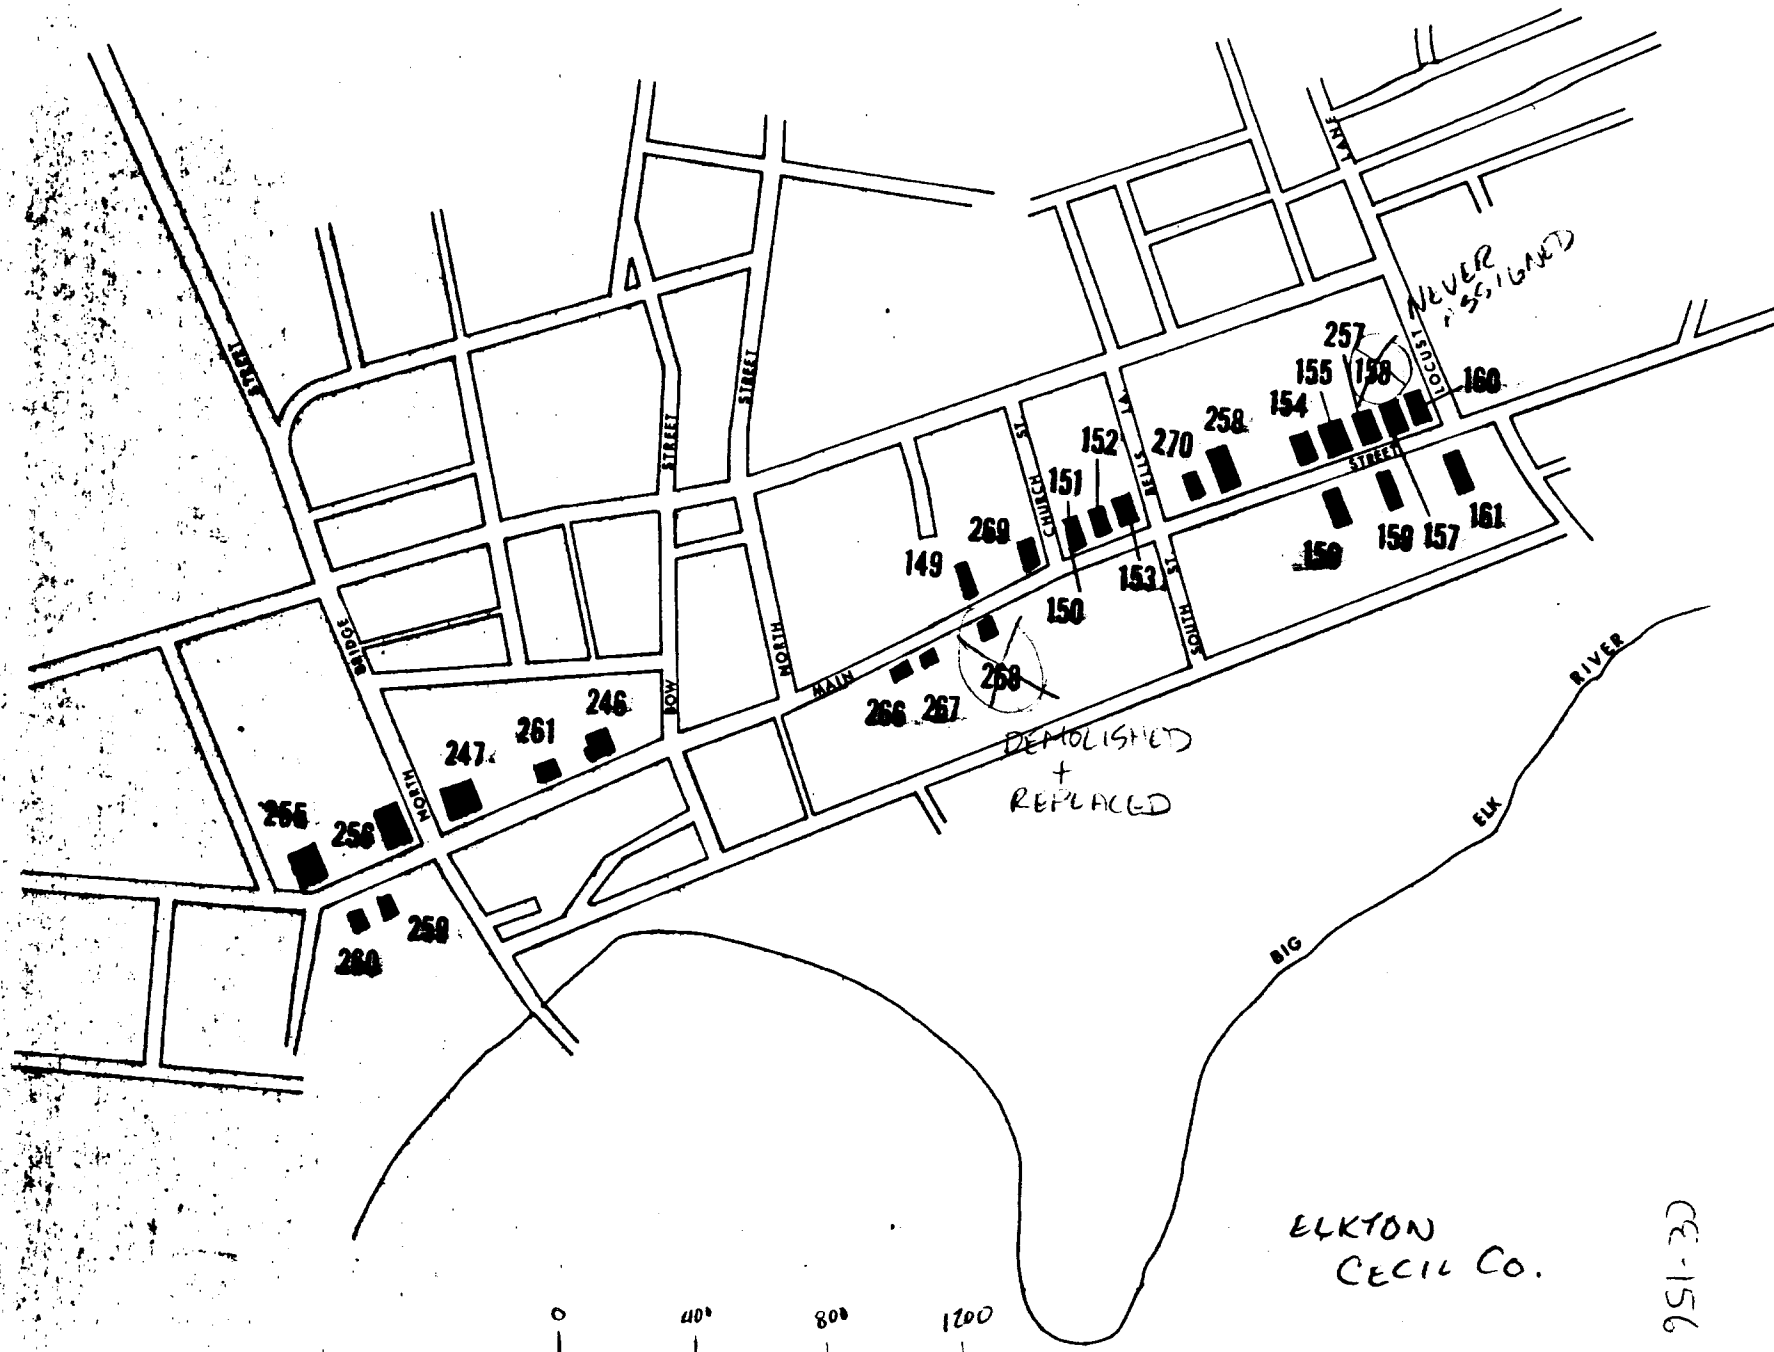 LANE
NEVER
ASSIGNED
STREET
STREET
STREET
LOCUST
257
155
158
160
154
258
270
152
151
ST.
CHURCH
LA.
BELLS
STREET
269
149
150
153
ST.
SOUTH
159
157
161
BRIDGE
NORTH
BOW
NORTH
MAIN
268
266
267
DEMOLISHED
+
REPLACED
246
261
247
256
259
260
RIVER
ELK
BIG
ELKTON
CECIL CO.
CE-156
0
400
800
1200